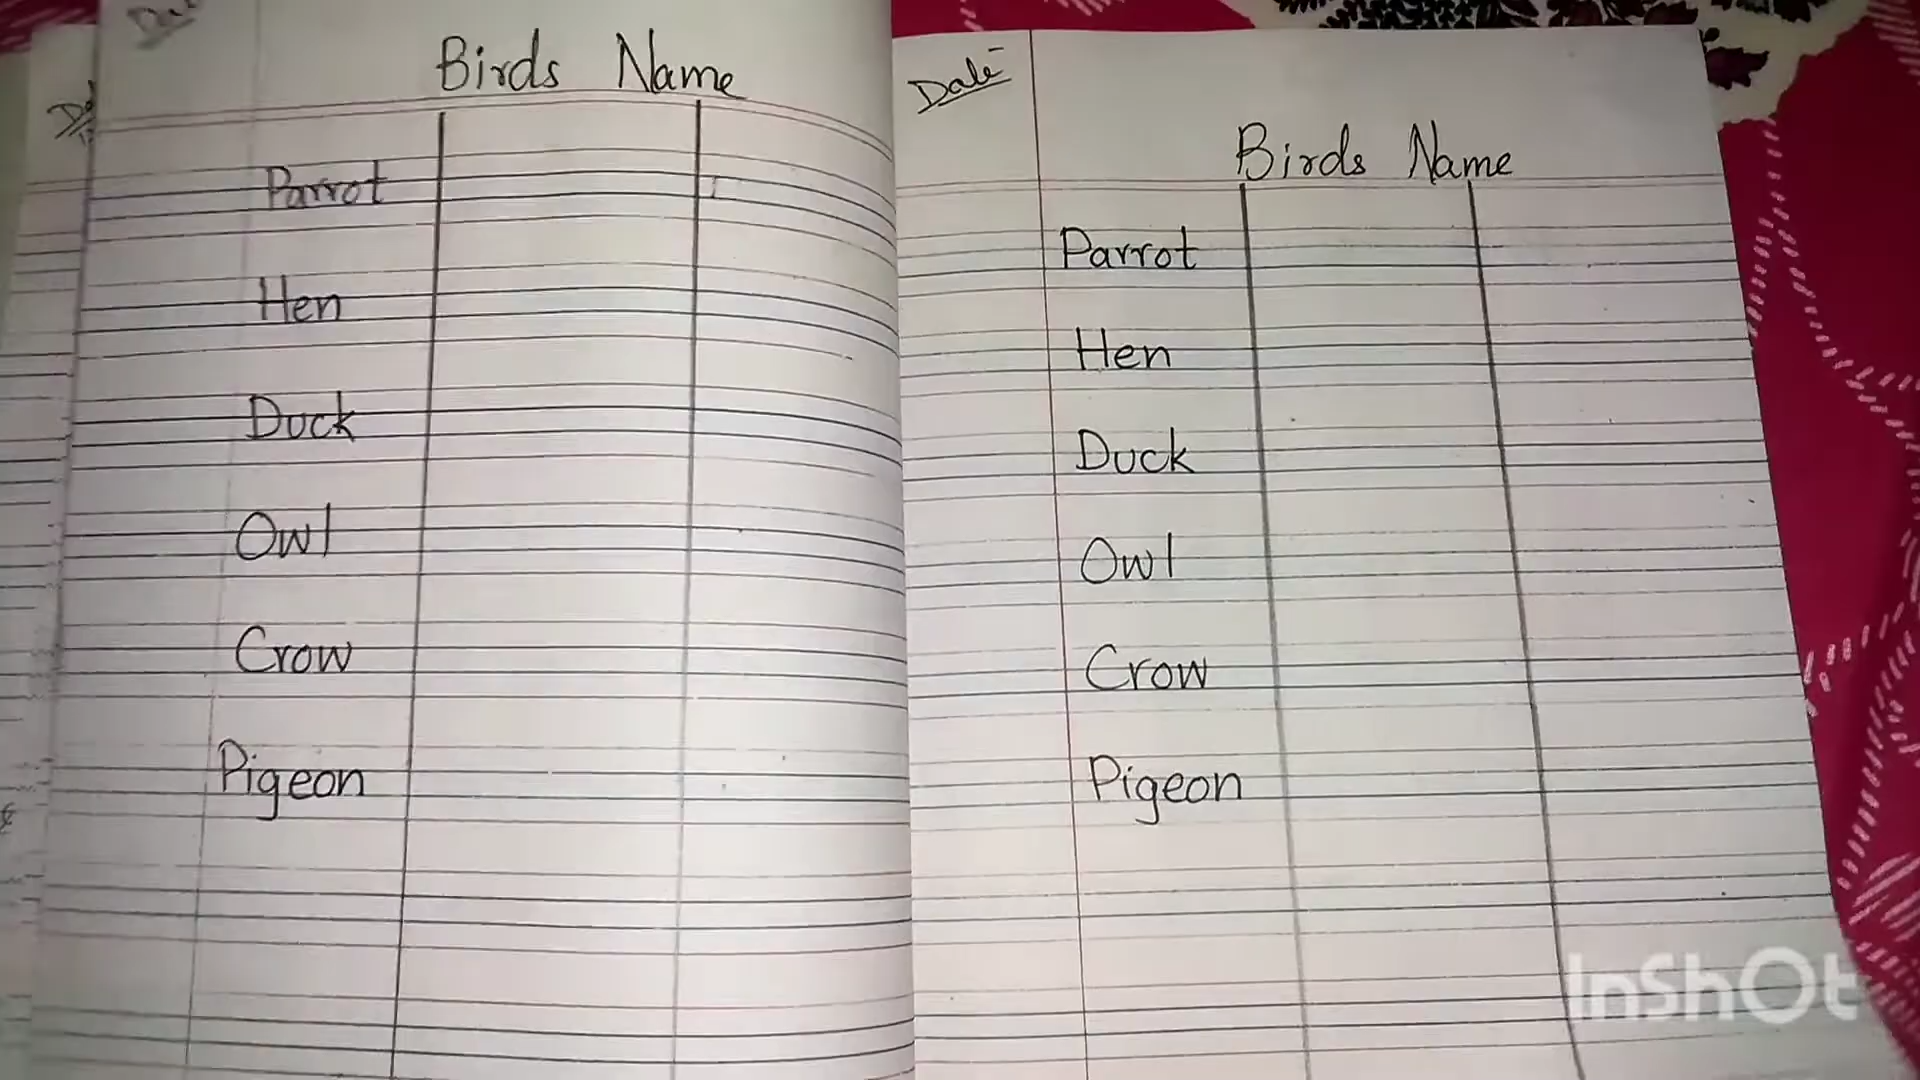 Birds Name
Parrot
Hen
Duck
Owl
Crow
Pigeon
Date
Birds Name
Parrot
Hen
Duck
Owl
Crow
Pigeon
InShOt